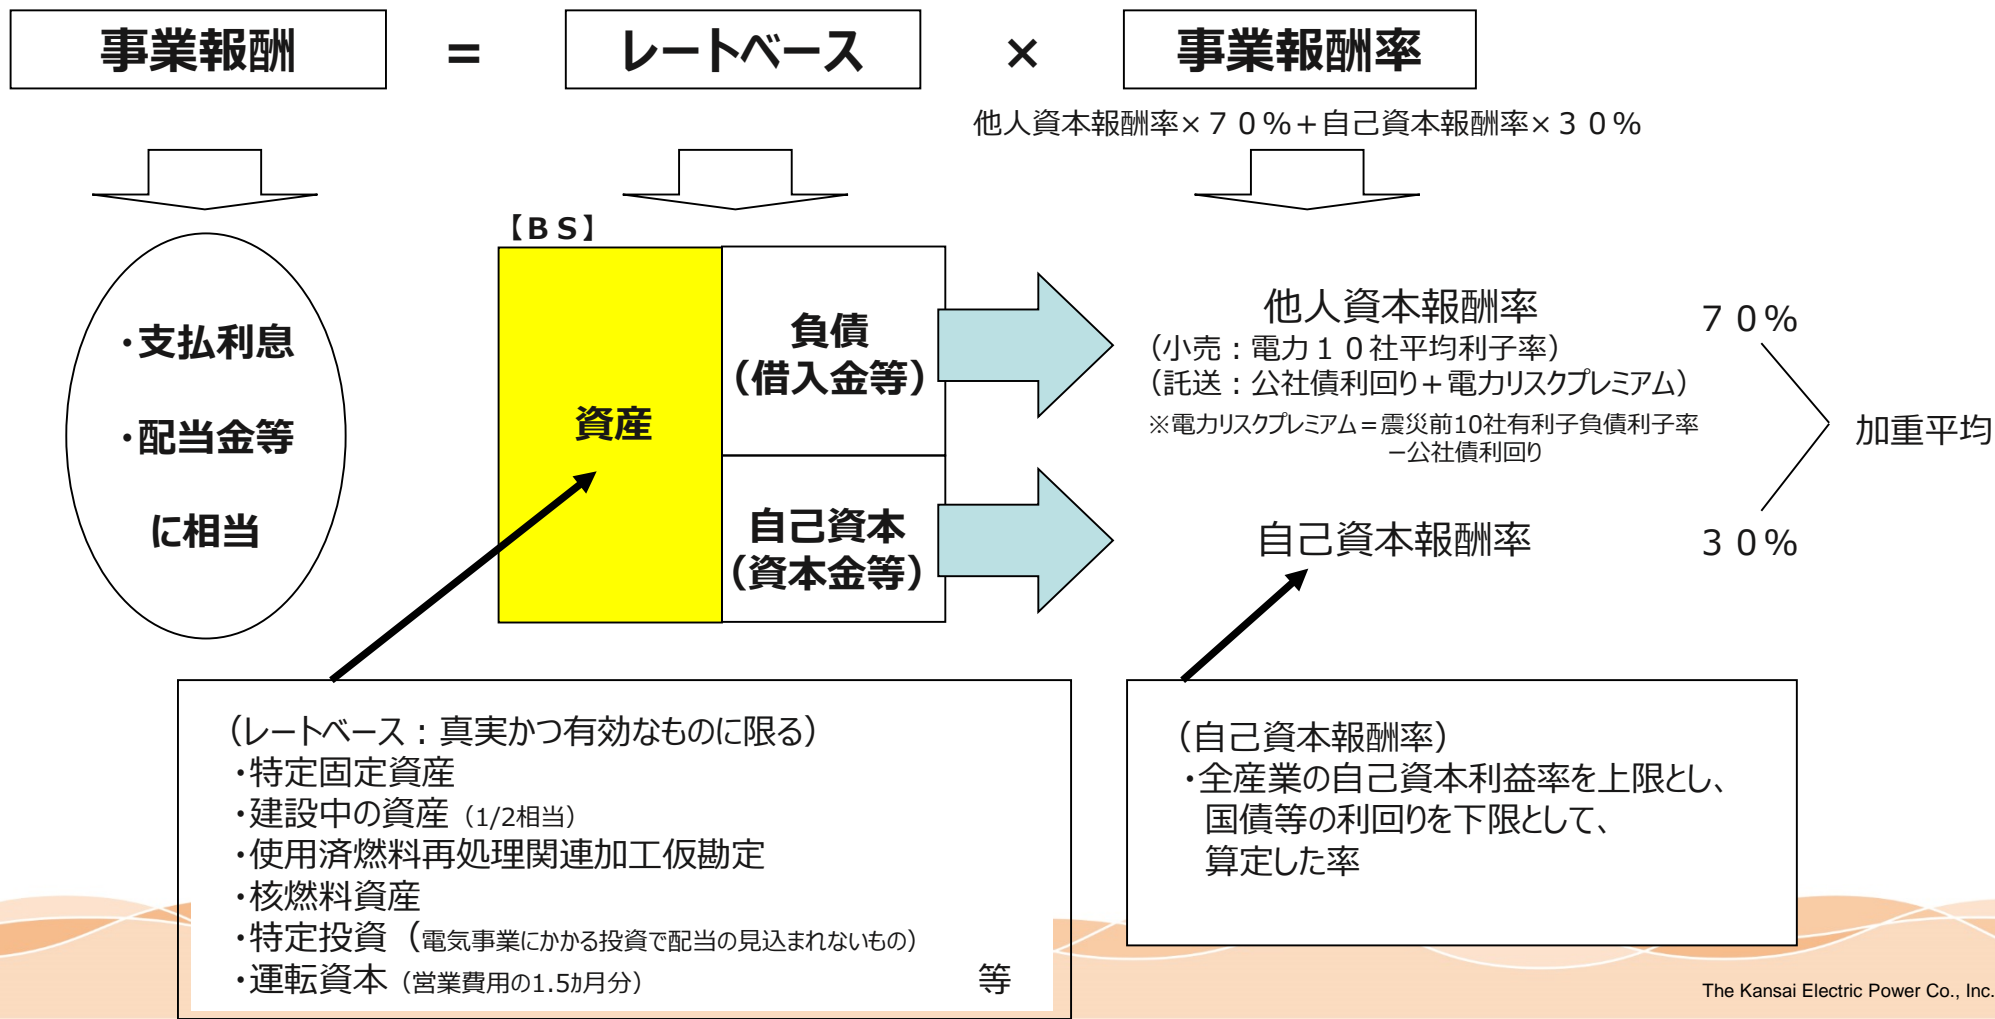 事業報酬 = レートベース × 事業報酬率
他人資本報酬率×70%+自己資本報酬率×30%
・支払利息
・配当金等
に相当
【BS】
資産
負債
(借入金等)
自己資本
(資本金等)
他人資本報酬率 70%
(小売:電力10社平均利子率)
(託送:公社債利回り+電力リスクプレミアム)
※電力リスクプレミアム=震災前10社有利子負債利子率
-公社債利回り
加重平均
自己資本報酬率 30%
(レートベース:真実かつ有効なものに限る)
・特定固定資産
・建設中の資産(1/2相当)
・使用済燃料再処理関連加工仮勘定
・核燃料資産
・特定投資(電気事業にかかる投資で配当の見込まれないもの)
・運転資本(営業費用の1.5ヵ月分) 等
(自己資本報酬率)
・全産業の自己資本利益率を上限とし、
国債等の利回りを下限として、
算定した率
The Kansai Electric Power Co., Inc.